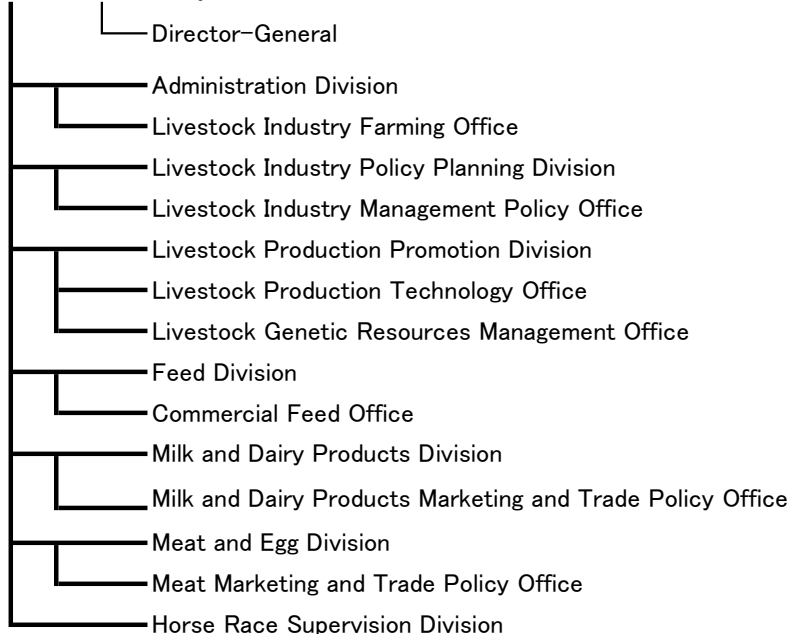 Director-General
Administration Division
Livestock Industry Farming Office
Livestock Industry Policy Planning Division
Livestock Industry Management Policy Office
Livestock Production Promotion Division
Livestock Production Technology Office
Livestock Genetic Resources Management Office
Feed Division
Commercial Feed Office
Milk and Dairy Products Division
Milk and Dairy Products Marketing and Trade Policy Office
Meat and Egg Division
Meat Marketing and Trade Policy Office
Horse Race Supervision Division